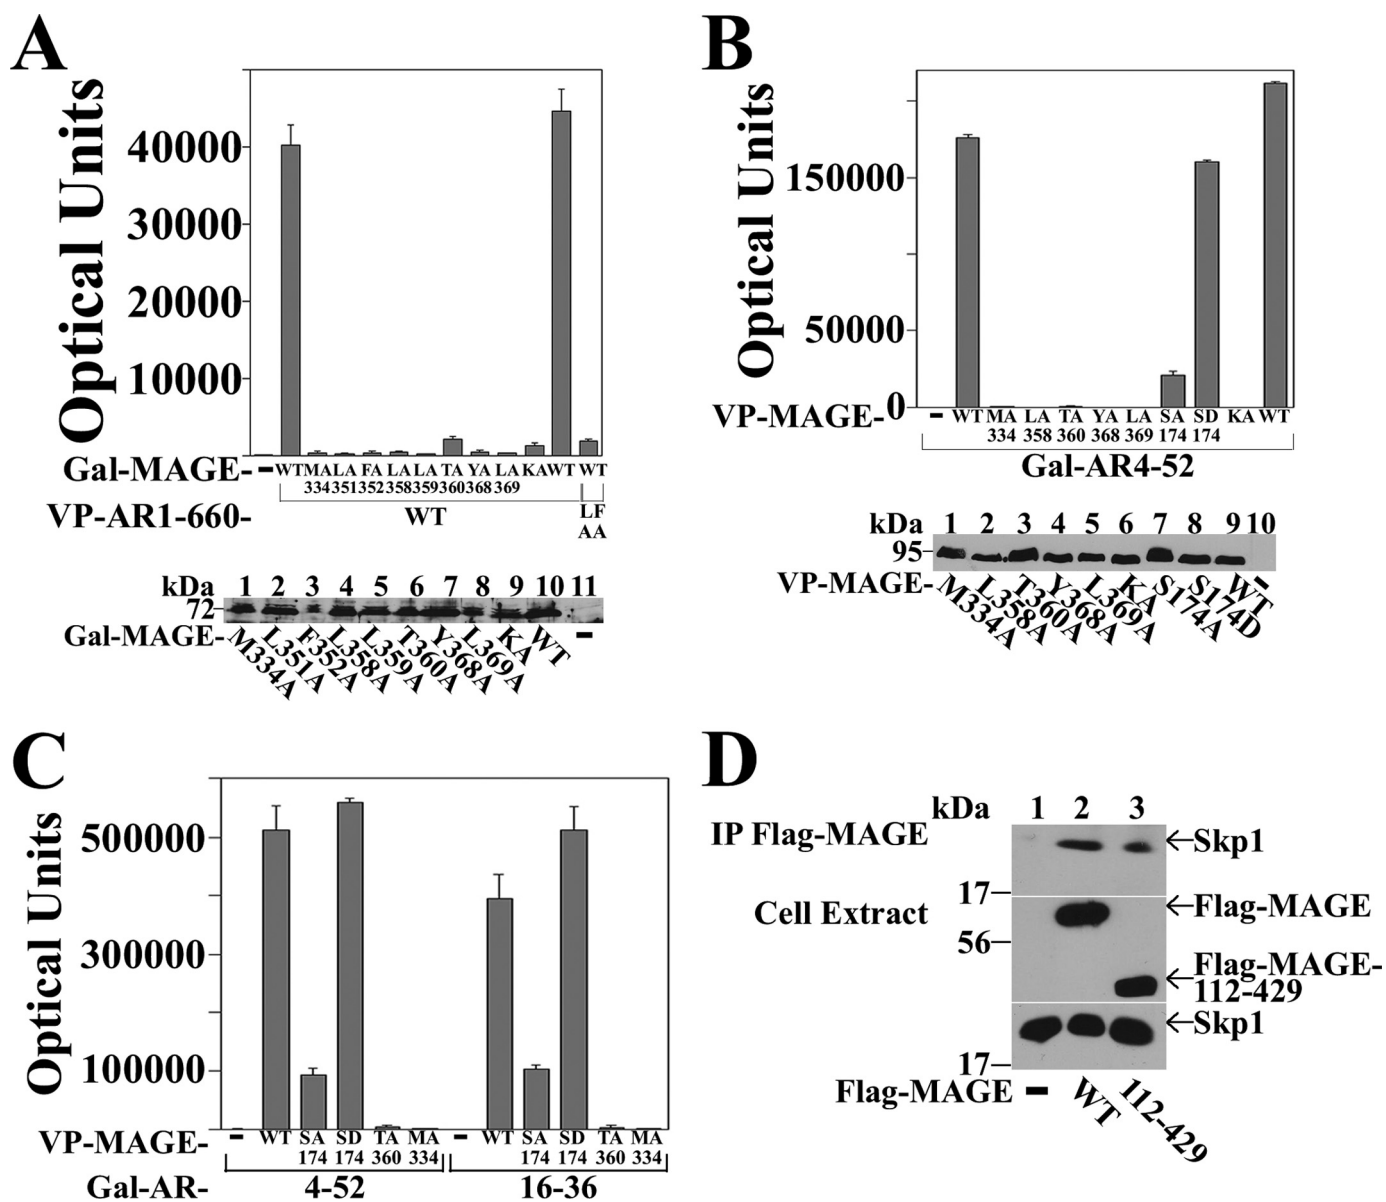 A
Optical Units
40000
30000
20000
10000
Gal-MAGE- – WT MA LA FA LA LA TA YA LA KA WT WT
334 351 352 358 359 360 368 369
VP-AR1-660- WT LF
AA
kDa 1 2 3 4 5 6 7 8 9 10 11
72
Gal-MAGE- M334A L351A F352A L358A L359A T360A Y368A L369A KA WT –
B
Optical Units
150000
50000
0
VP-MAGE- – WT MA LA TA YA LA SA SD KA WT
334 358 360 368 369 174 174
Gal-AR4-52
kDa 1 2 3 4 5 6 7 8 9 10
95
VP-MAGE- M334A L358A T360A Y368A L369A KA S174A S174D WT –
C
Optical Units
500000
300000
100000
VP-MAGE- – WT SA SD TA MA – WT SA SD TA MA
174 174 360 334 174 174 360 334
Gal-AR- 4-52 16-36
D
kDa 1 2 3
IP Flag-MAGE ←Skp1
17
Cell Extract ←Flag-MAGE
56
←Flag-MAGE-
112-429
←Skp1
17
Flag-MAGE – WT 112-429